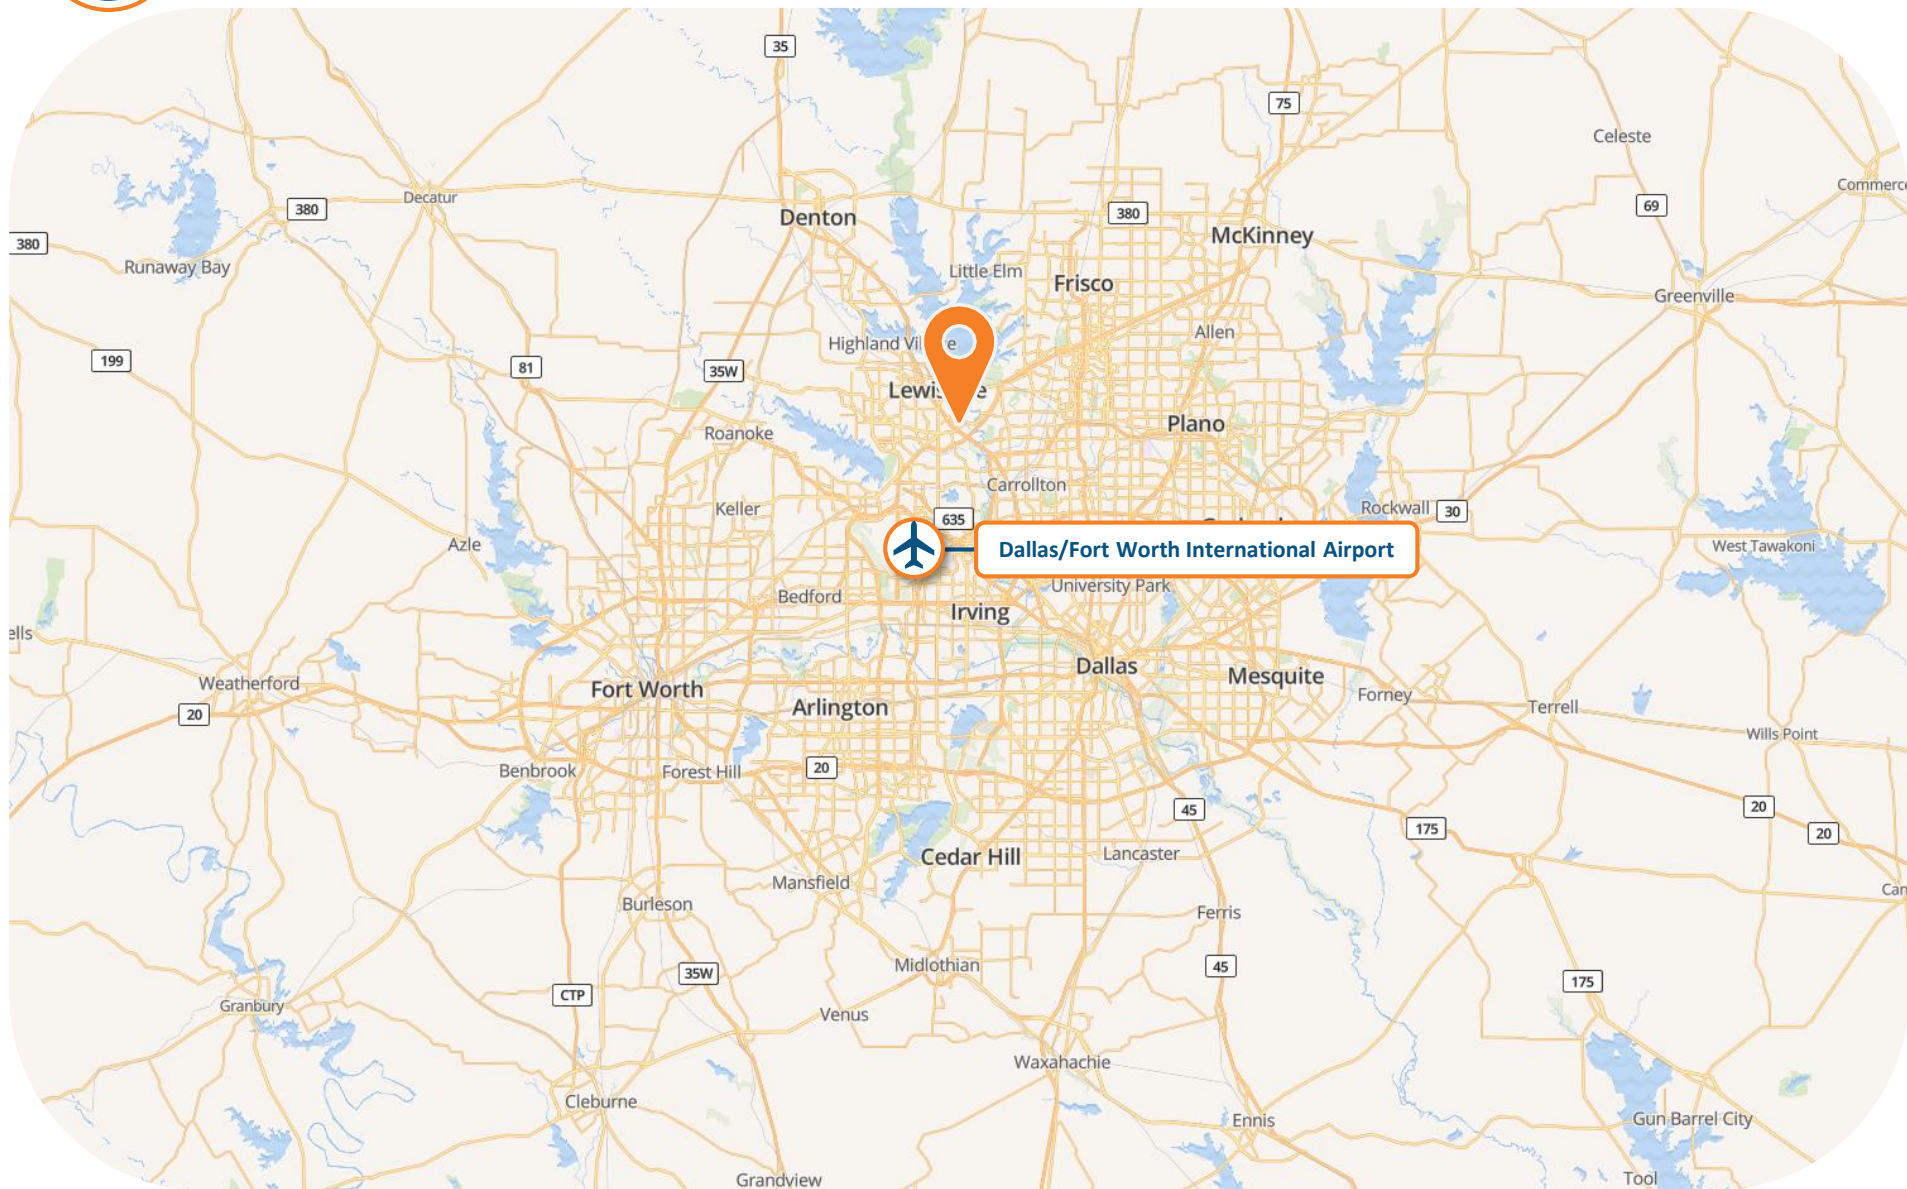 35
75
Celeste
Commerc
Decatur
380
69
Denton
380
McKinney
380
Runaway Bay
Little Elm
Frisco
Greenville
Allen
Highland
199
81
35W
Plano
Roanoke
Carrollton
Keller
635
Rockwall
30
Azle
Dallas/Fort Worth International Airport
West Tawakoni
University Park
Bedford
Irving
ells
Dallas
Weatherford
Fort Worth
Mesquite
Forney
Arlington
Terrell
20
Wills Point
Benbrook
Forest Hill
20
45
20
175
20
Cedar Hill
Lancaster
Mansfield
Can
Burleson
Ferris
Midlothian
45
35W
175
CTP
Granbury
Venus
Waxahachie
Cleburne
Ennis
Gun Barrel City
Grandview
Tool